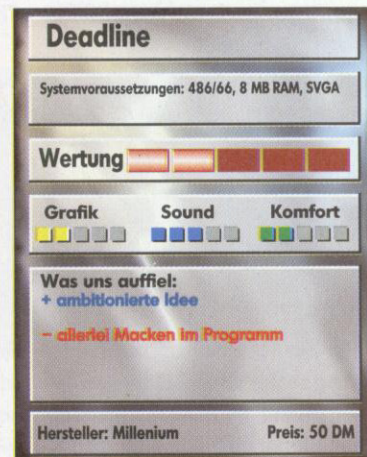 Deadline
Systemvoraussetzungen: 486/66, 8 MB RAM, SVGA
Wertung
Grafik Sound Komfort
Was uns auffiel:
+ ambitionierte Idee
– allerlei Macken im Programm
Hersteller: Millenium Preis: 50 DM